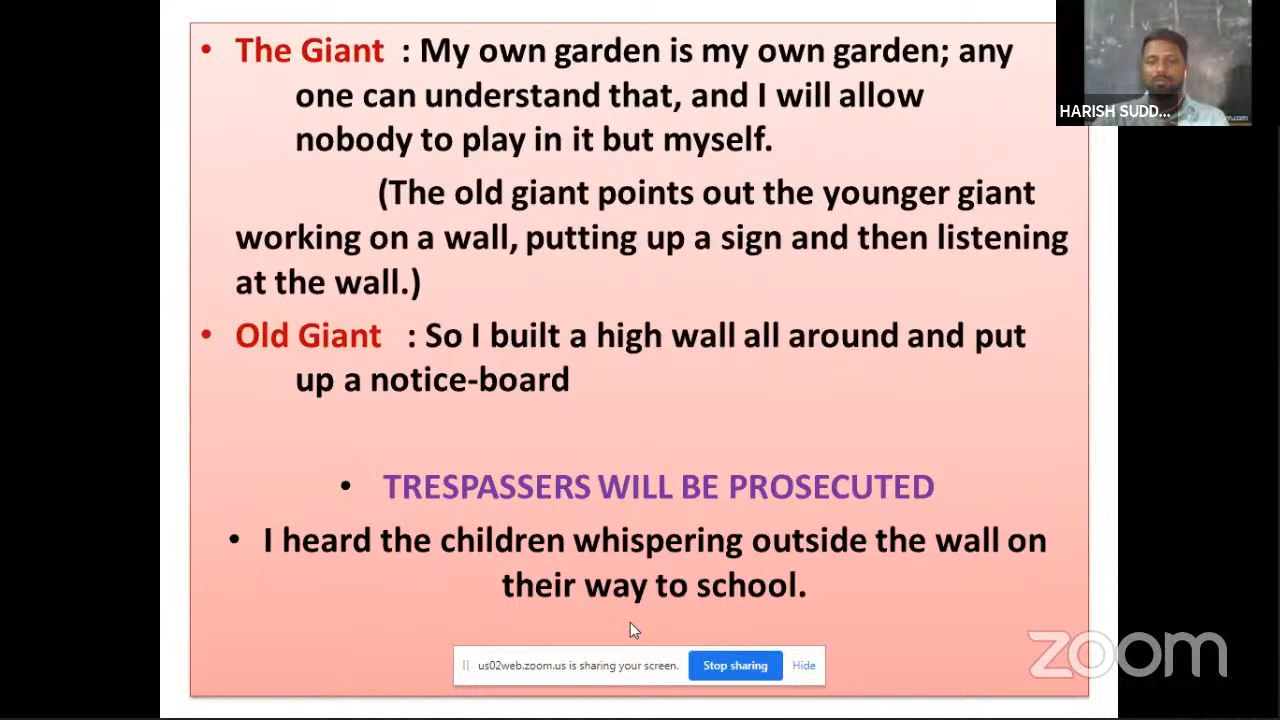 • The Giant : My own garden is my own garden; any
one can understand that, and I will allow
nobody to play in it but myself.
(The old giant points out the younger giant
working on a wall, putting up a sign and then listening
at the wall.)
• Old Giant : So I built a high wall all around and put
up a notice-board
• TRESPASSERS WILL BE PROSECUTED
• I heard the children whispering outside the wall on
their way to school.
HARISH SUDD...
us02web.zoom.us is sharing your screen. Stop sharing Hide
zoom